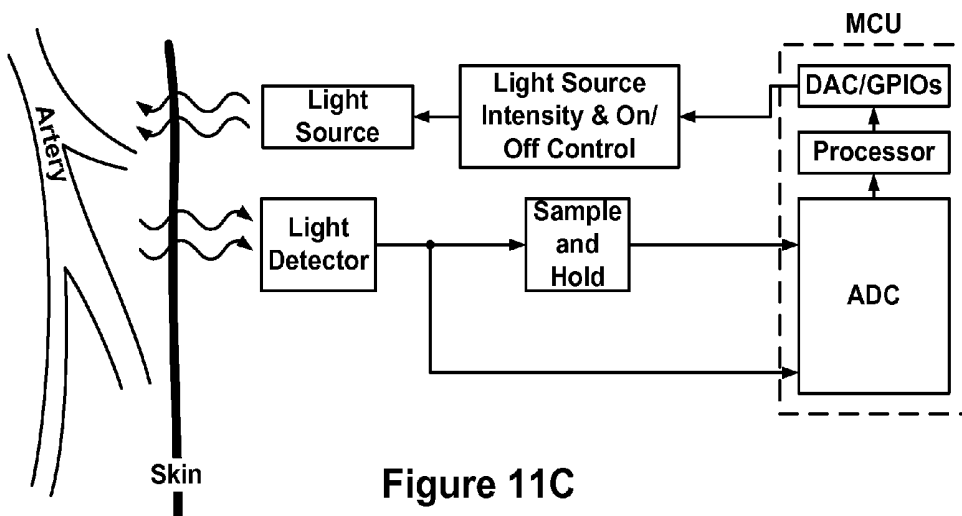 MCU
Light
Source
Light Source
Intensity & On/
Off Control
DAC/GPIOs
Processor
Artery
Light
Detector
Sample
and
Hold
ADC
Skin
Figure 11C